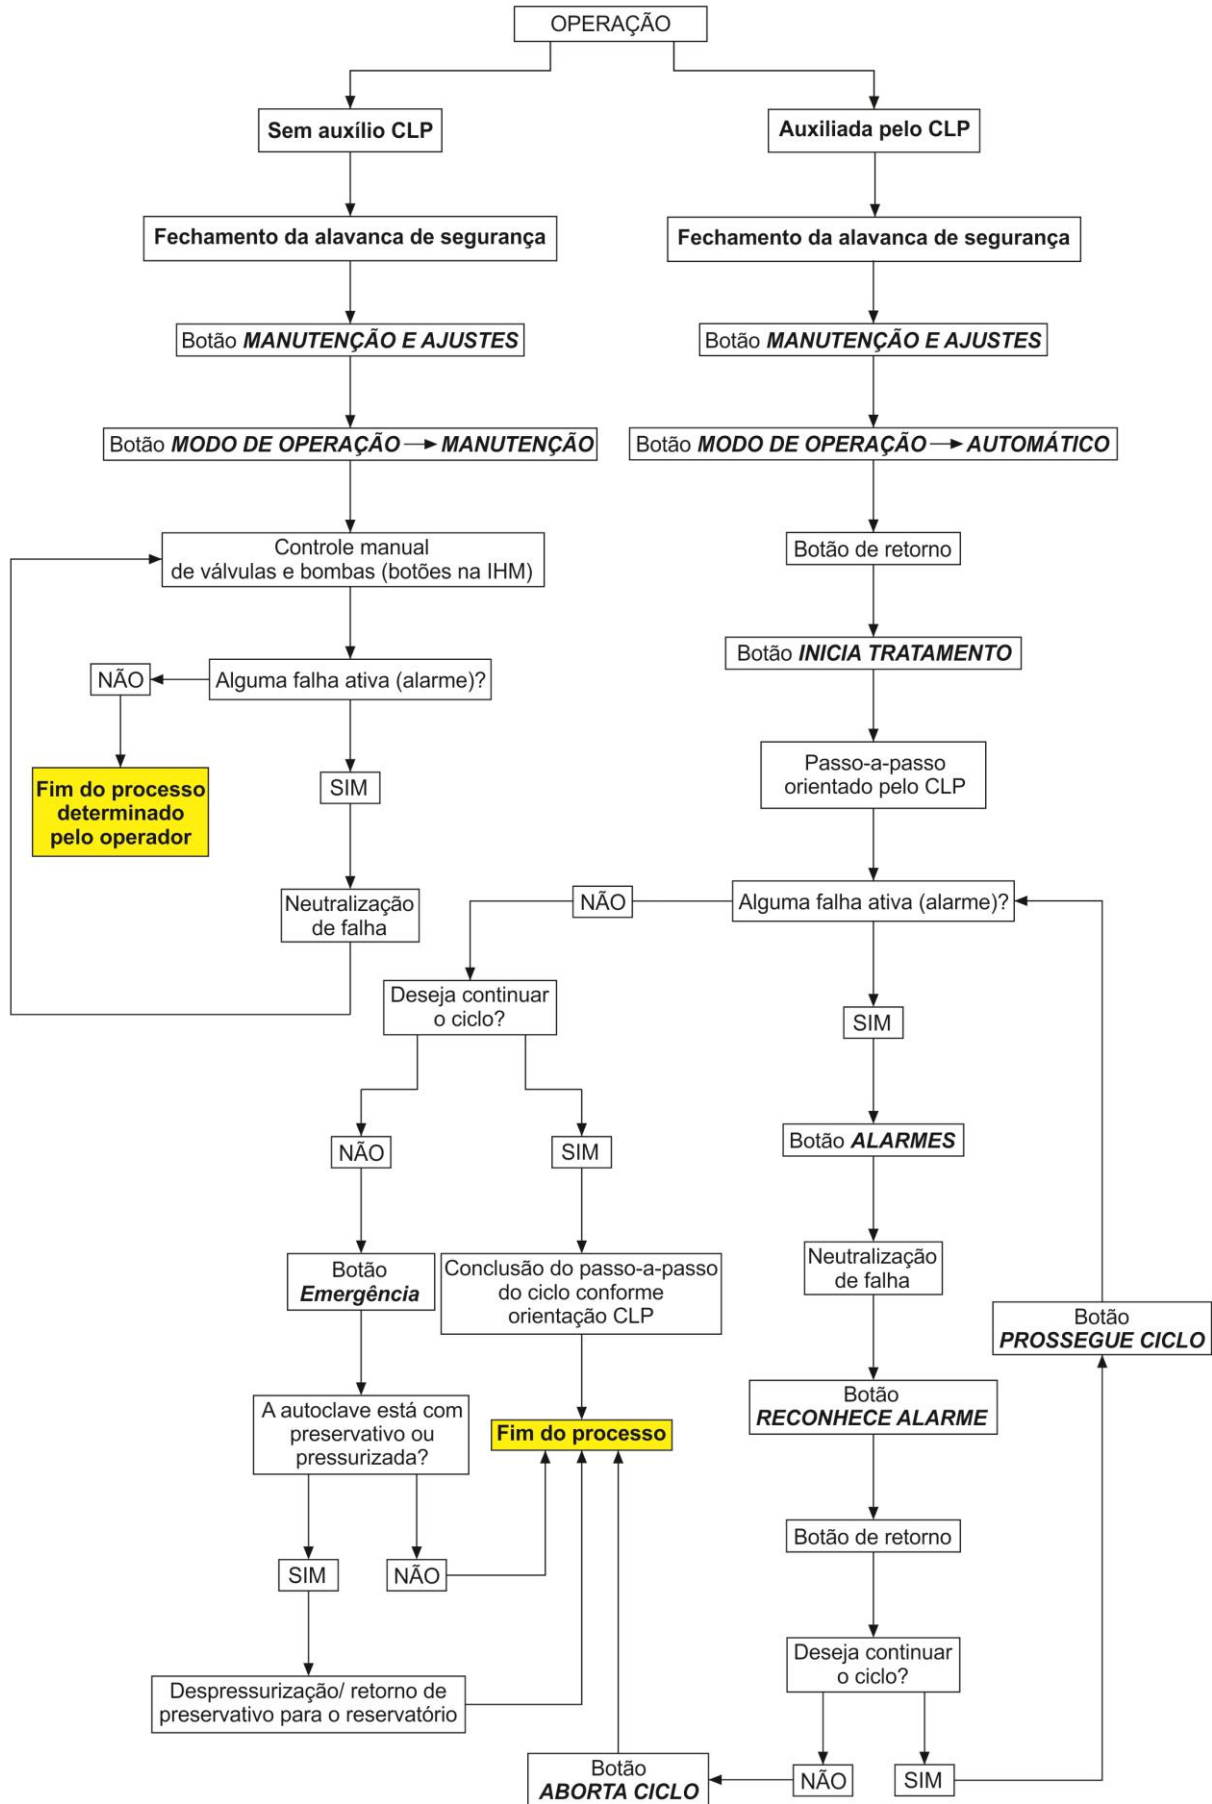 OPERAÇÃO
Sem auxílio CLP
Auxiliada pelo CLP
Fechamento da alavanca de segurança
Fechamento da alavanca de segurança
Botão MANUTENÇÃO E AJUSTES
Botão MANUTENÇÃO E AJUSTES
Botão MODO DE OPERAÇÃO → MANUTENÇÃO
Botão MODO DE OPERAÇÃO → AUTOMÁTICO
Controle manual
de válvulas e bombas (botões na IHM)
Botão de retorno
NÃO
Alguma falha ativa (alarme)?
Botão INICIA TRATAMENTO
Fim do processo
determinado
pelo operador
SIM
Passo-a-passo
orientado pelo CLP
Neutralização
de falha
NÃO
Alguma falha ativa (alarme)?
Deseja continuar
o ciclo?
SIM
NÃO
SIM
Botão ALARMES
Botão
Emergência
Conclusão do passo-a-passo
do ciclo conforme
orientação CLP
Neutralização
de falha
Botão
PROSSEGUE CICLO
A autoclave está com
preservativo ou
pressurizada?
Fim do processo
Botão
RECONHECE ALARME
Botão de retorno
SIM
NÃO
Deseja continuar
o ciclo?
Despressurização/ retorno de
preservativo para o reservatório
Botão
ABORTA CICLO
NÃO
SIM